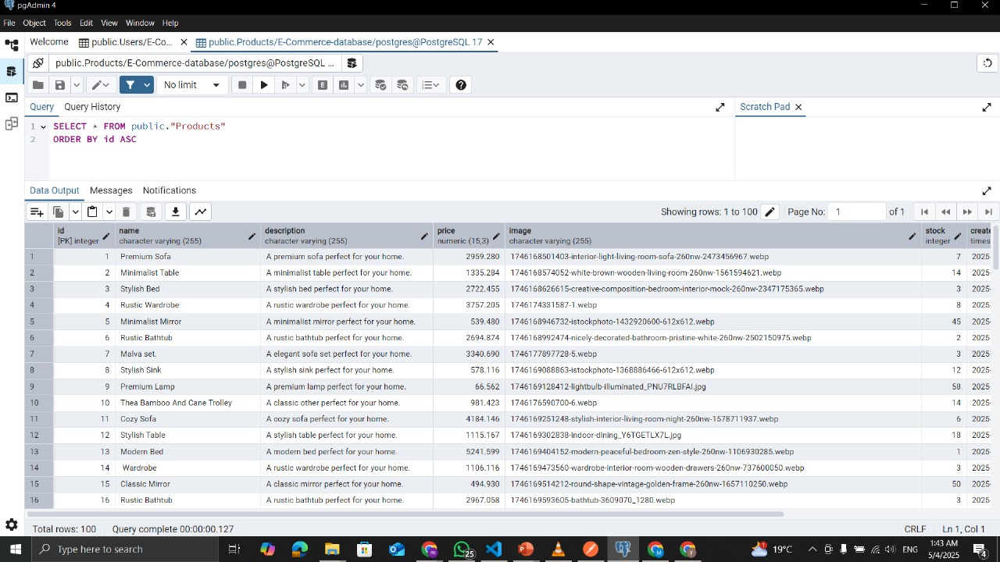 pgAdmin 4
File Object Tools Edit View Window Help
Welcome public.Users/E-Co... public.Products/E-Commerce-database/postgres@PostgreSQL 17
public.Products/E-Commerce-database/postgres@PostgreSQL ...
No limit
E
Query Query History Scratch Pad
1 SELECT * FROM public."Products"
2 ORDER BY id ASC
Data Output Messages Notifications
Showing rows: 1 to 100 Page No: 1 of 1
id name description price image stock create
[PK] integer character varying (255) character varying (255) numeric (15,3) character varying (255) integer times
1 1 Premium Sofa A premium sofa perfect for your home. 2959.280 1746168501403-interior-light-living-room-sofa-260nw-2473456967.webp 7 2025-
2 2 Minimalist Table A minimalist table perfect for your home. 1335.284 1746168574052-white-brown-wooden-living-room-260nw-1561594621.webp 14 2025-
3 3 Stylish Bed A stylish bed perfect for your home. 2722.455 1746168626615-creative-composition-bedroom-interior-mock-260nw-2347175365.webp 3 2025-
4 4 Rustic Wardrobe A rustic wardrobe perfect for your home. 3757.205 1746174331587-1.webp 8 2025-
5 5 Minimalist Mirror A minimalist mirror perfect for your home. 539.480 1746168946732-istockphoto-1432920600-612x612.webp 45 2025-
6 6 Rustic Bathtub A rustic bathtub perfect for your home. 2694.874 1746168992474-nicely-decorated-bathroom-pristine-white-260nw-2502150975.webp 2 2025-
7 7 Malva set. A elegant sofa set perfect for your home. 3340.690 1746177897728-5.webp 3 2025-
8 8 Stylish Sink A stylish sink perfect for your home. 578.116 1746169088863-istockphoto-1368886466-612x612.webp 12 2025-
9 9 Premium Lamp A premium lamp perfect for your home. 66.562 1746169128412-lightbulb-illuminated_PNU7RLBFAI.jpg 58 2025-
10 10 Thea Bamboo And Cane Trolley A classic other perfect for your home. 981.423 1746176590700-6.webp 14 2025-
11 11 Cozy Sofa A cozy sofa perfect for your home. 4184.146 1746169251248-stylish-interior-living-room-night-260nw-1578711937.webp 6 2025-
12 12 Stylish Table A stylish table perfect for your home. 1115.167 1746169302838-indoor-dining_Y6TGETLX7L.jpg 18 2025-
13 13 Modern Bed A modern bed perfect for your home. 5241.599 1746169404152-modern-peaceful-bedroom-zen-style-260nw-1106930285.webp 1 2025-
14 14 Wardrobe A rustic wardrobe perfect for your home. 1106.116 1746169473560-wardrobe-interior-room-wooden-drawers-260nw-737600050.webp 3 2025-
15 15 Classic Mirror A classic mirror perfect for your home. 494.930 1746169514212-round-shape-vintage-golden-frame-260nw-1657110250.webp 50 2025-
16 16 Rustic Bathtub A rustic bathtub perfect for your home. 2967.058 1746169593605-bathtub-3609070_1280.webp 3 2025-
Total rows: 100 Query complete 00:00:00.127 CRLF Ln 1, Col 1
Type here to search 25 19°C ENG 1:43 AM
5/4/2025 4